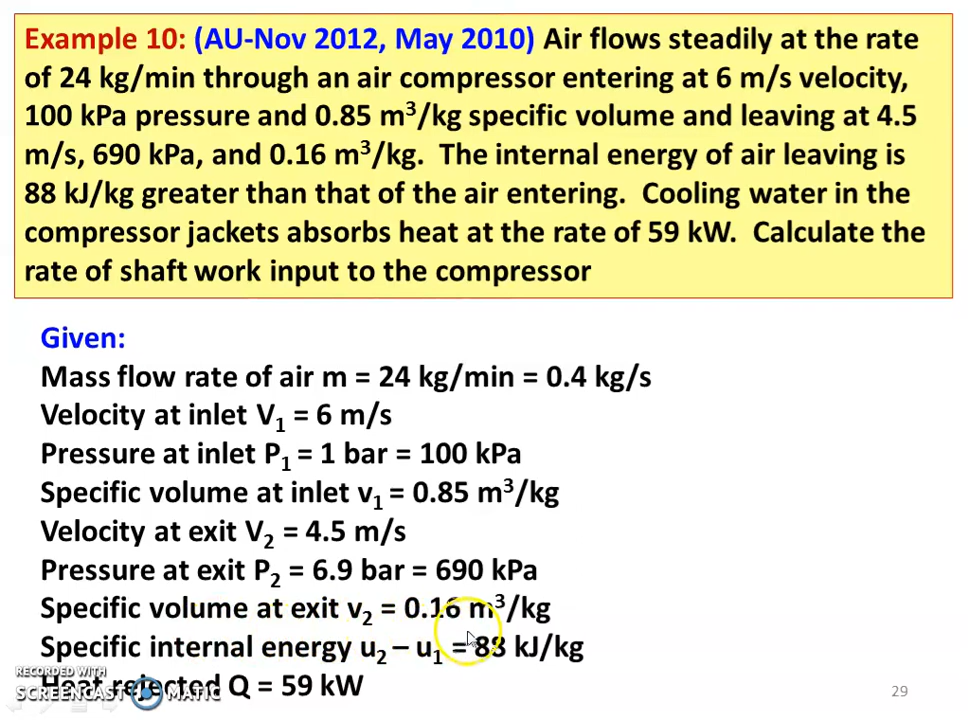 Example 10: (AU-Nov 2012, May 2010) Air flows steadily at the rate
of 24 kg/min through an air compressor entering at 6 m/s velocity,
100 kPa pressure and 0.85 m³/kg specific volume and leaving at 4.5
m/s, 690 kPa, and 0.16 m³/kg. The internal energy of air leaving is
88 kJ/kg greater than that of the air entering. Cooling water in the
compressor jackets absorbs heat at the rate of 59 kW. Calculate the
rate of shaft work input to the compressor
Given:
Mass flow rate of air m = 24 kg/min = 0.4 kg/s
Velocity at inlet V₁ = 6 m/s
Pressure at inlet P₁ = 1 bar = 100 kPa
Specific volume at inlet v₁ = 0.85 m³/kg
Velocity at exit V₂ = 4.5 m/s
Pressure at exit P₂ = 6.9 bar = 690 kPa
Specific volume at exit v₂ = 0.16 m³/kg
Specific internal energy u₂ – u₁ = 88 kJ/kg
Heat rejected Q = 59 kW
RECORDED WITH
SCREENCAST MATIC
29